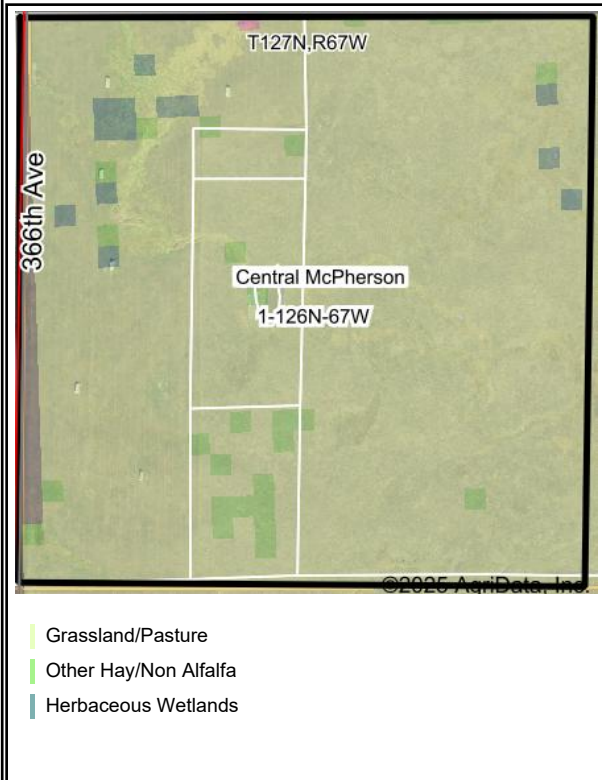 T127N,R67W
366th Ave
Central McPherson
1-126N-67W
©2025 AgriData, Inc.
Grassland/Pasture
Other Hay/Non Alfalfa
Herbaceous Wetlands